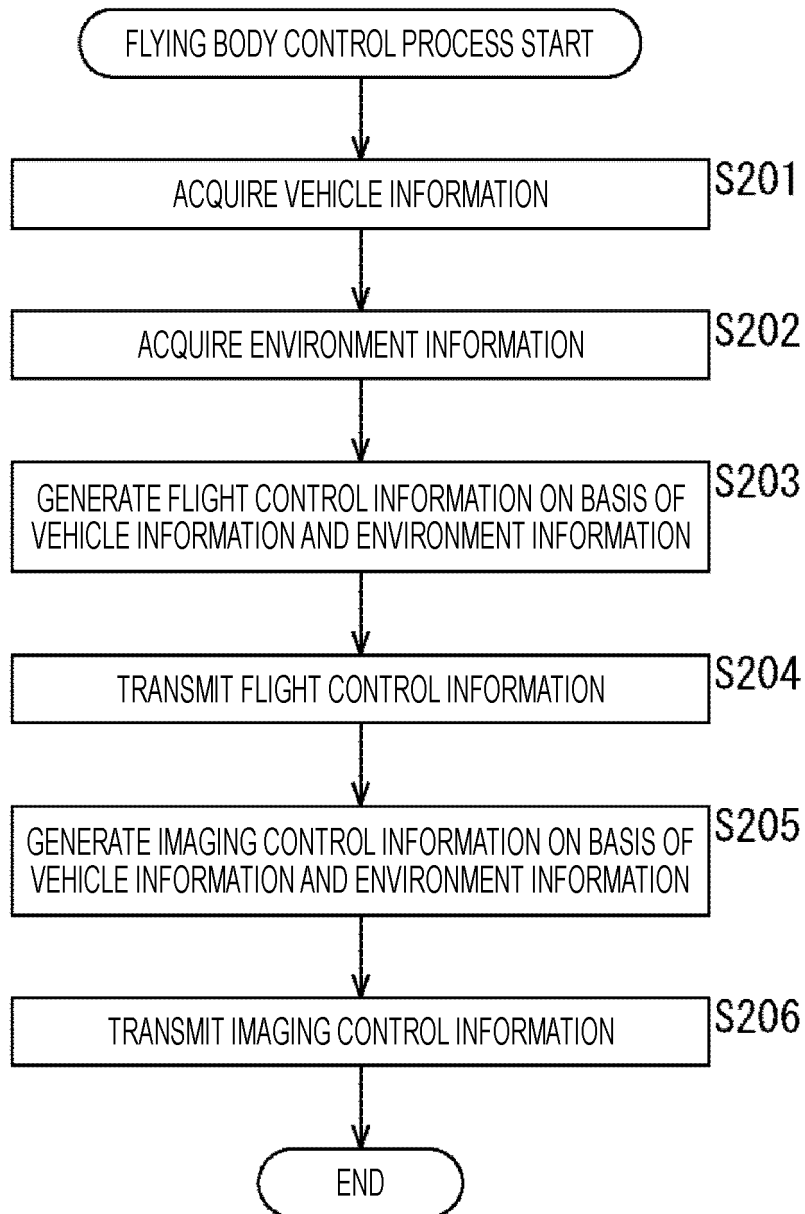 FLYING BODY CONTROL PROCESS START
ACQUIRE VEHICLE INFORMATION
S201
ACQUIRE ENVIRONMENT INFORMATION
S202
GENERATE FLIGHT CONTROL INFORMATION ON BASIS OF
VEHICLE INFORMATION AND ENVIRONMENT INFORMATION
S203
TRANSMIT FLIGHT CONTROL INFORMATION
S204
GENERATE IMAGING CONTROL INFORMATION ON BASIS OF
VEHICLE INFORMATION AND ENVIRONMENT INFORMATION
S205
TRANSMIT IMAGING CONTROL INFORMATION
S206
END